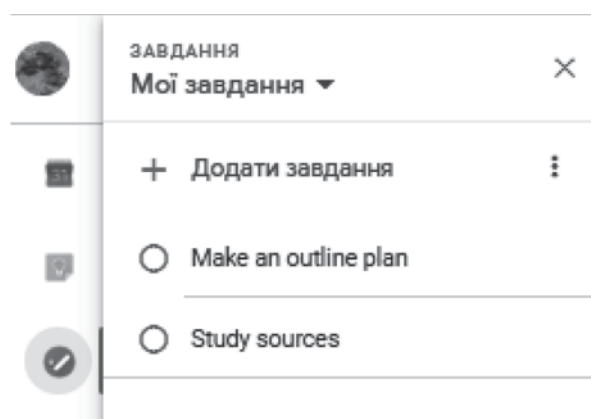 ЗАВДАННЯ
Мої завдання
Додати завдання
Make an outline plan
Study sources